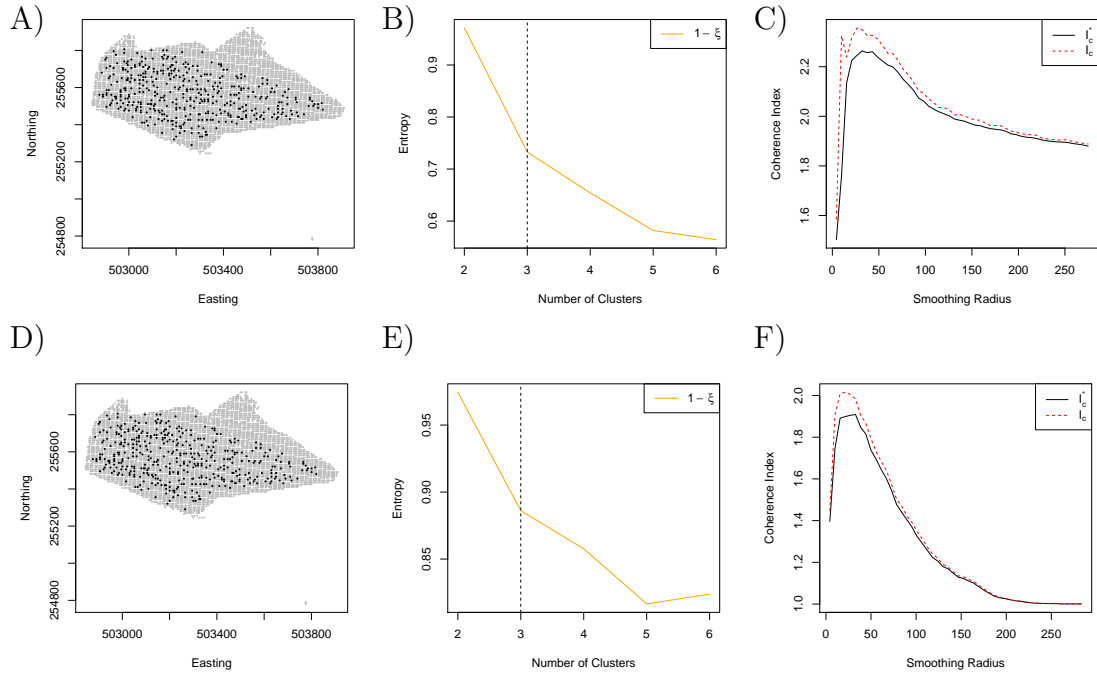 A)
Northing
254800
255200
255600
503000
503400
503800
Easting
B)
Entropy
0.6
0.7
0.8
0.9
2
3
4
5
6
Number of Clusters
1 − ξ
C)
Coherence Index
1.6
1.8
2.0
2.2
0
50
100
150
200
250
Smoothing Radius
I*c
Ic
D)
Northing
254800
255200
255600
503000
503400
503800
Easting
E)
Entropy
0.85
0.90
0.95
2
3
4
5
6
Number of Clusters
1 − ξ
F)
Coherence Index
1.0
1.2
1.4
1.6
1.8
2.0
0
50
100
150
200
250
Smoothing Radius
I*c
Ic